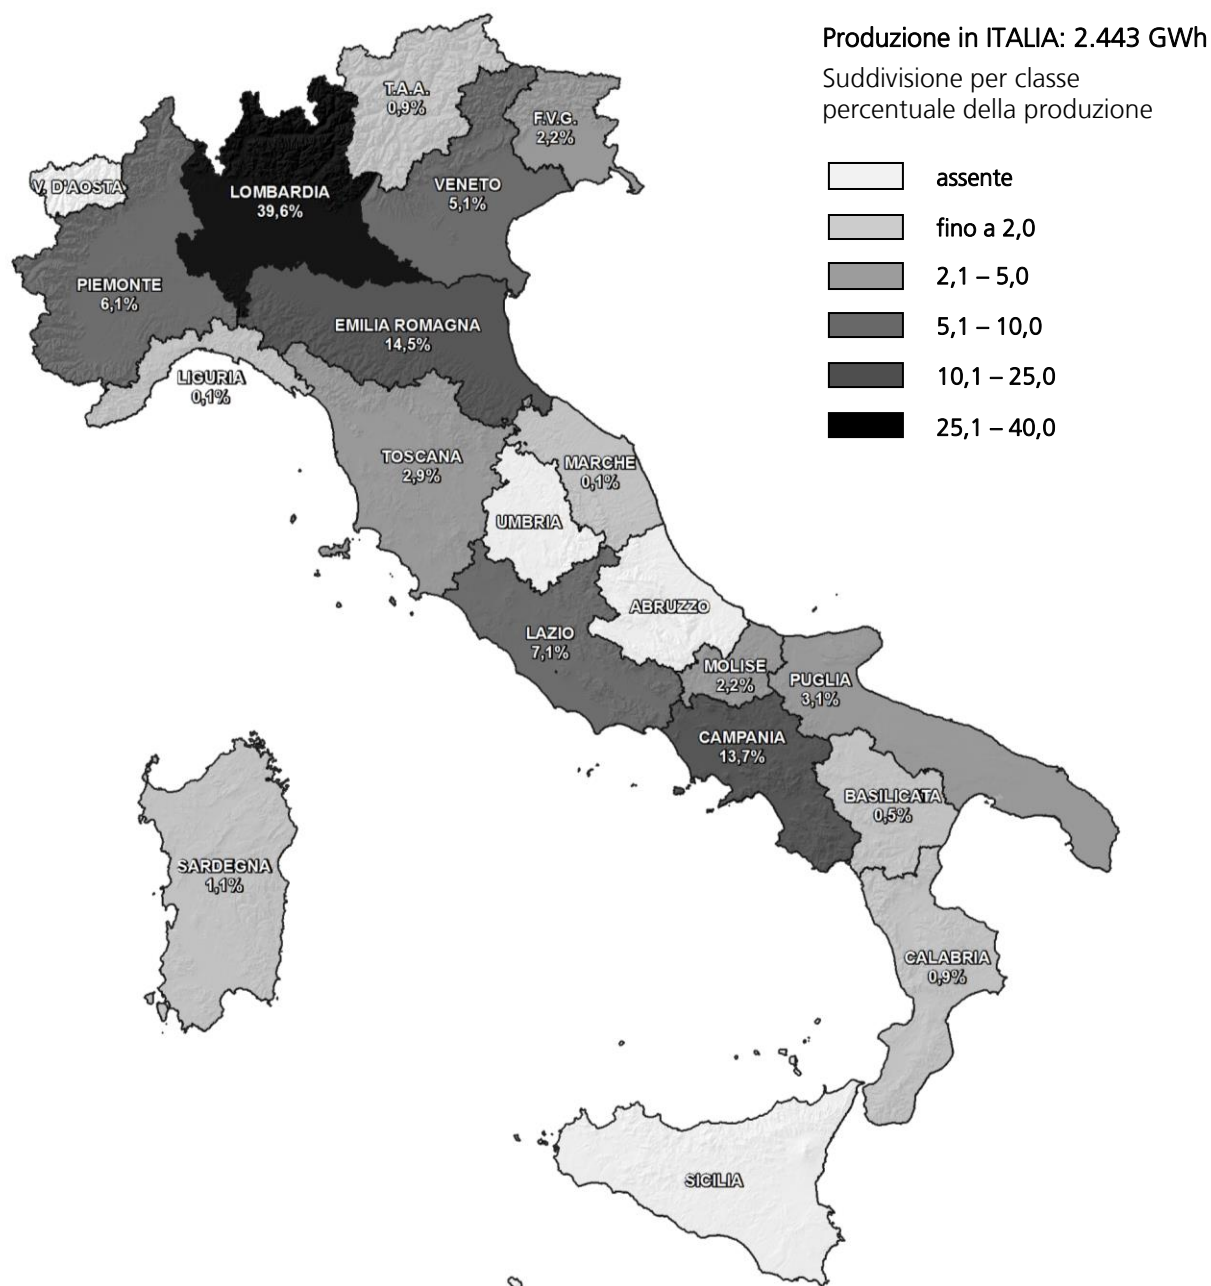 Produzione in ITALIA: 2.443 GWh
Suddivisione per classe
percentuale della produzione
assente
fino a 2,0
2,1 – 5,0
5,1 – 10,0
10,1 – 25,0
25,1 – 40,0
T.A.A.
0,9%
F.V.G.
2,2%
V. D'AOSTA
LOMBARDIA
39,6%
VENETO
5,1%
PIEMONTE
6,1%
EMILIA ROMAGNA
14,5%
LIGURIA
0,1%
TOSCANA
2,9%
MARCHE
0,1%
UMBRIA
ABRUZZO
LAZIO
7,1%
MOLISE
2,2%
PUGLIA
3,1%
CAMPANIA
13,7%
BASILICATA
0,5%
SARDEGNA
1,1%
CALABRIA
0,9%
SICILIA